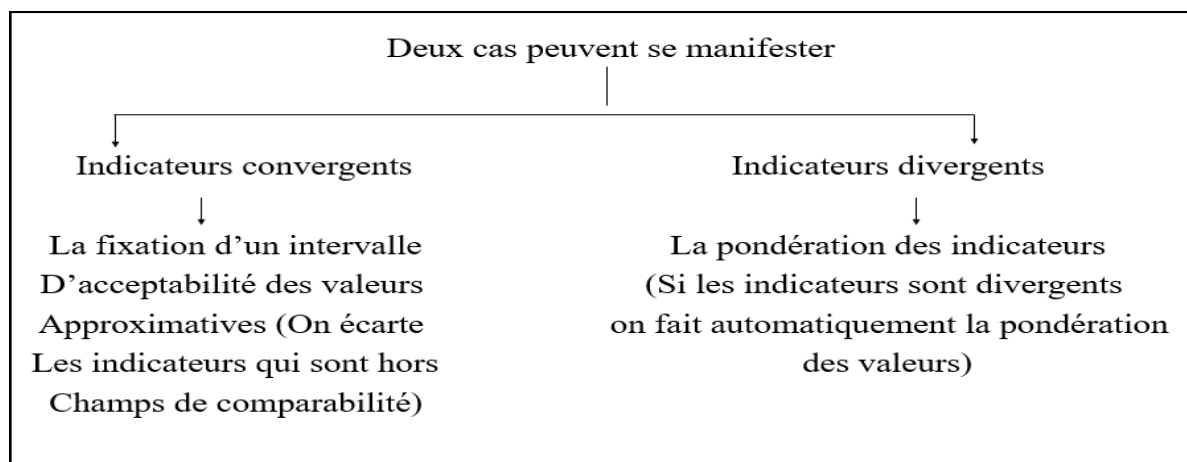 Deux cas peuvent se manifester
Indicateurs convergents
La fixation d'un intervalle
D'acceptabilité des valeurs
Approximatives (On écarte
Les indicateurs qui sont hors
Champs de comparabilité)
Indicateurs divergents
La pondération des indicateurs
(Si les indicateurs sont divergents
on fait automatiquement la pondération
des valeurs)